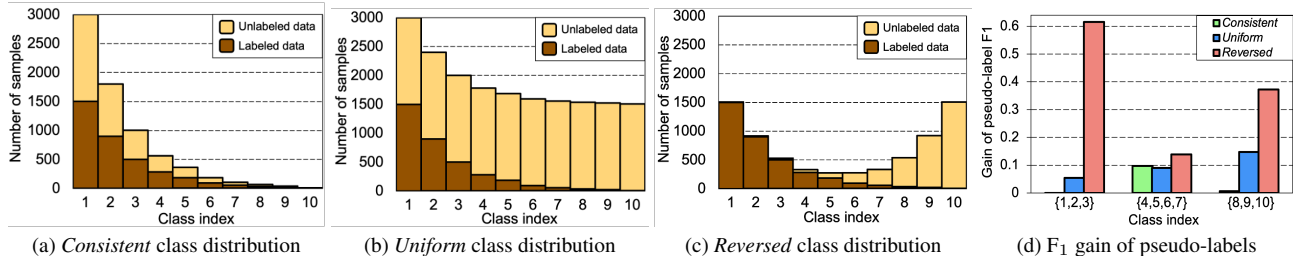 Number of samples
3000
2500
2000
1500
1000
500
Unlabeled data
Labeled data
1 2 3 4 5 6 7 8 9 10
Class index
(a) Consistent class distribution
Number of samples
3000
2500
2000
1500
1000
500
Unlabeled data
Labeled data
1 2 3 4 5 6 7 8 9 10
Class index
(b) Uniform class distribution
Number of samples
3000
2500
2000
1500
1000
500
Unlabeled data
Labeled data
1 2 3 4 5 6 7 8 9 10
Class index
(c) Reversed class distribution
Gain of pseudo-label F1
0.6
0.5
0.4
0.3
0.2
0.1
0
Consistent
Uniform
Reversed
{1,2,3} {4,5,6,7} {8,9,10}
Class index
(d) F1 gain of pseudo-labels